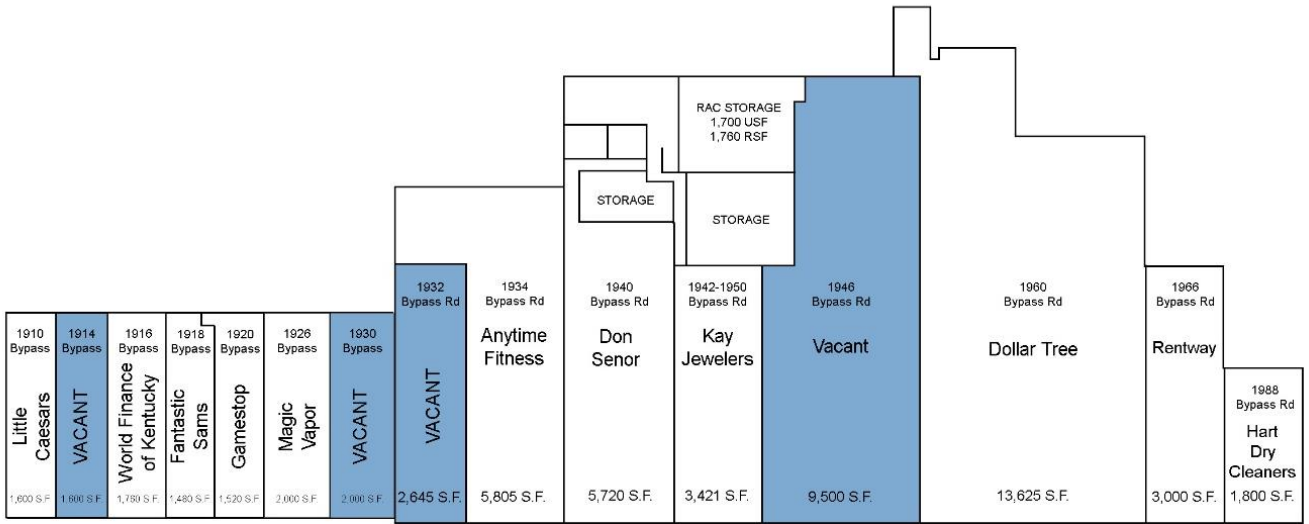 RAC STORAGE
1,700 USF
1,760 RSF
STORAGE
STORAGE
1910
Bypass
Little
Caesars
1,600 S.F.
1914
Bypass
VACANT
1,600 S.F.
1916
Bypass
World Finance
of Kentucky
1,760 S.F.
1918
Bypass
Fantastic
Sams
1,480 S.F.
1920
Bypass
Gamestop
1,520 S.F.
1926
Bypass
Magic
Vapor
2,000 S.F.
1930
Bypass
VACANT
2,000 S.F.
1932
Bypass Rd
VACANT
2,645 S.F.
1934
Bypass Rd
Anytime
Fitness
5,805 S.F.
1940
Bypass Rd
Don
Senor
5,720 S.F.
1942-1950
Bypass Rd
Kay
Jewelers
3,421 S.F.
1946
Bypass Rd
Vacant
9,500 S.F.
1960
Bypass Rd
Dollar Tree
13,625 S.F.
1966
Bypass Rd
Rentway
3,000 S.F.
1988
Bypass Rd
Hart
Dry
Cleaners
1,800 S.F.